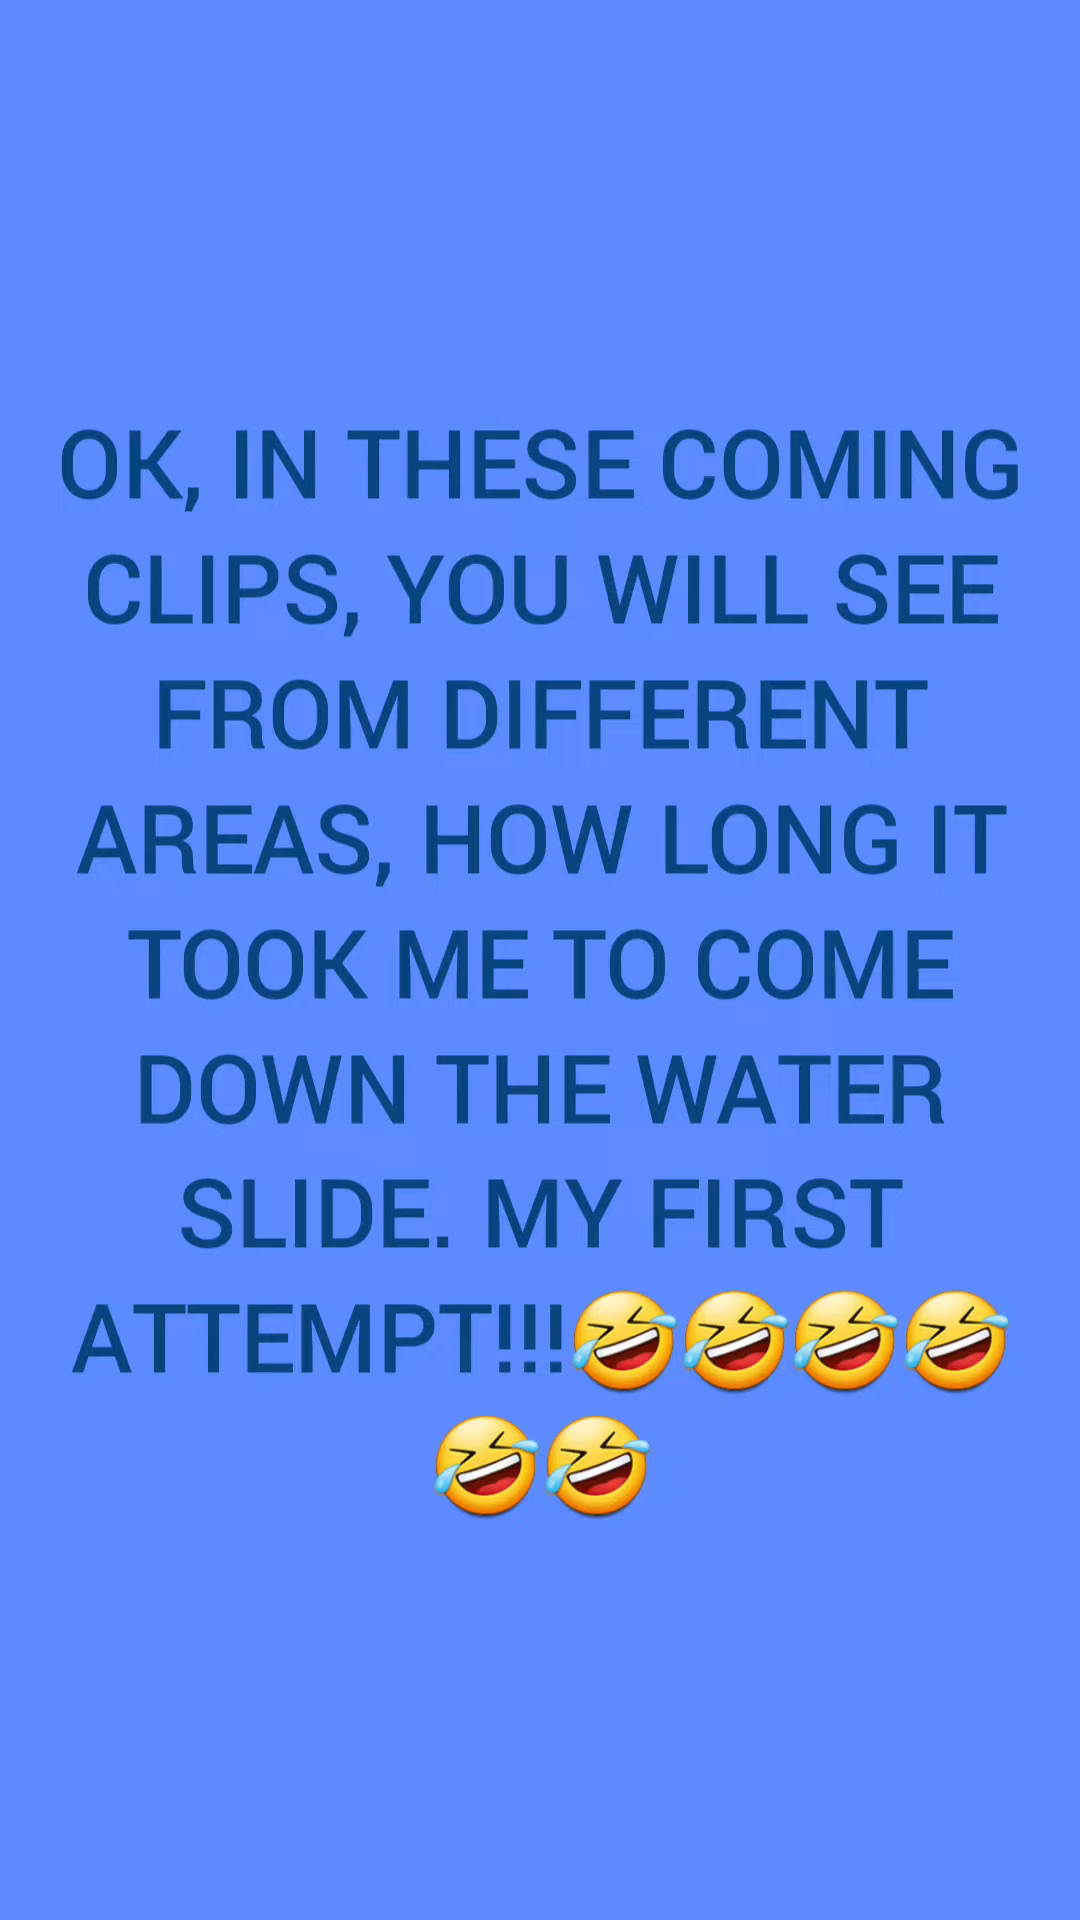 OK, IN THESE COMING
CLIPS, YOU WILL SEE
FROM DIFFERENT
AREAS, HOW LONG IT
TOOK ME TO COME
DOWN THE WATER
SLIDE. MY FIRST
ATTEMPT!!!🤣🤣🤣🤣
🤣🤣